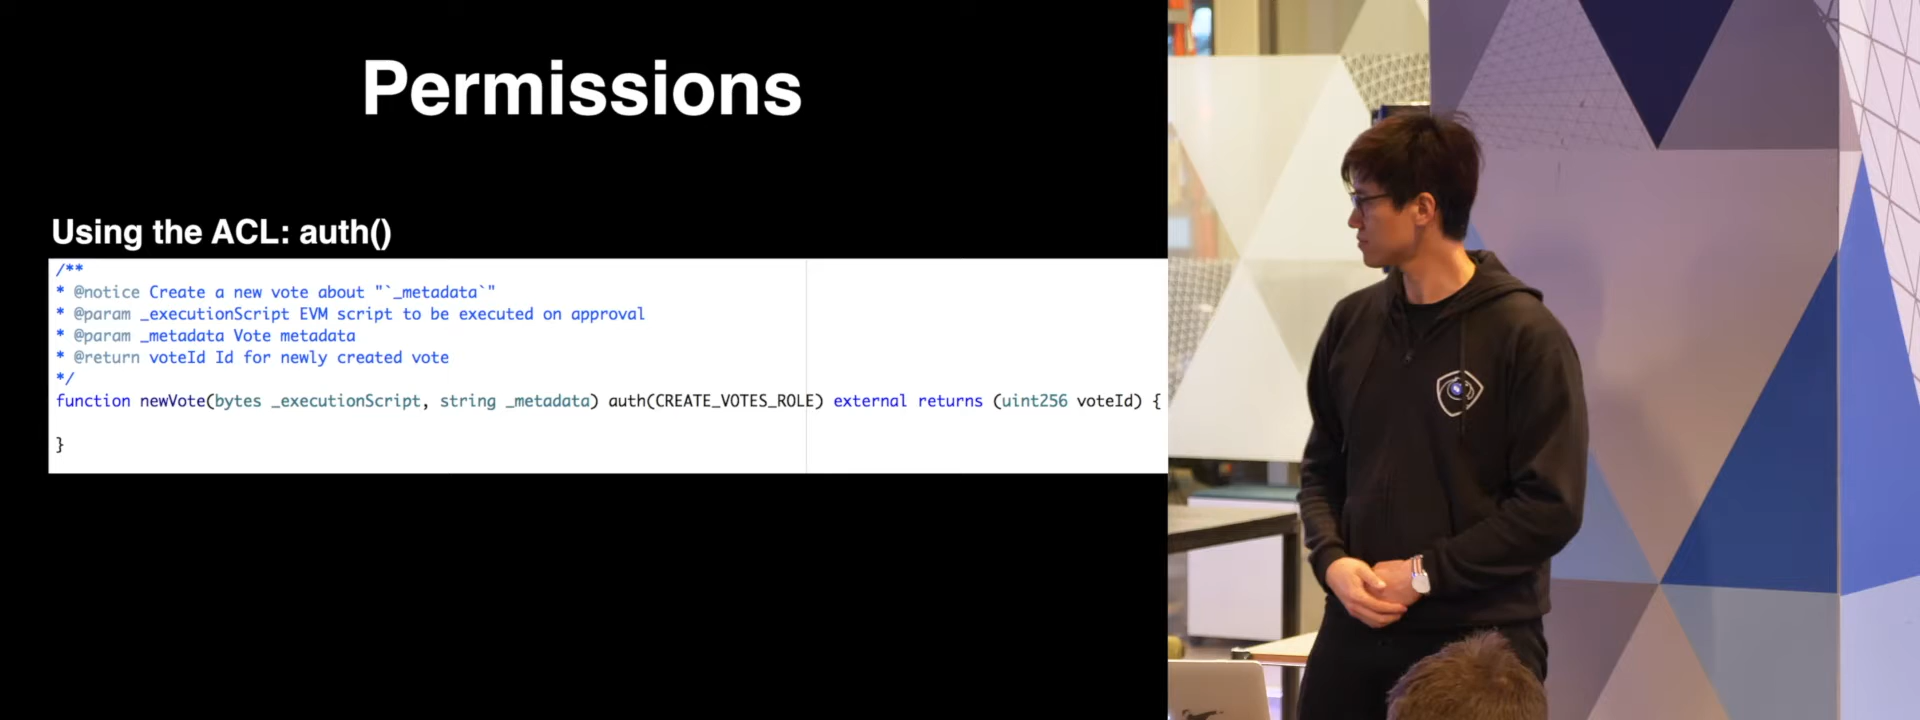 Permissions
Using the ACL: auth()
/**
* @notice Create a new vote about "`_metadata`"
* @param _executionScript EVM script to be executed on approval
* @param _metadata Vote metadata
* @return voteId Id for newly created vote
*/
function newVote(bytes _executionScript, string _metadata) auth(CREATE_VOTES_ROLE) external returns (uint256 voteId) {
}